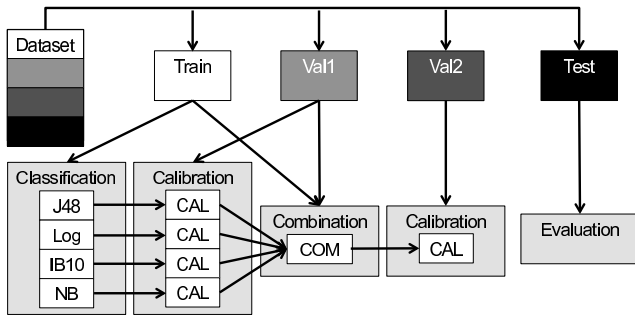 Dataset
Train
Val1
Val2
Test
Classification
J48
Log
IB10
NB
Calibration
CAL
CAL
CAL
CAL
Combination
COM
Calibration
CAL
Evaluation